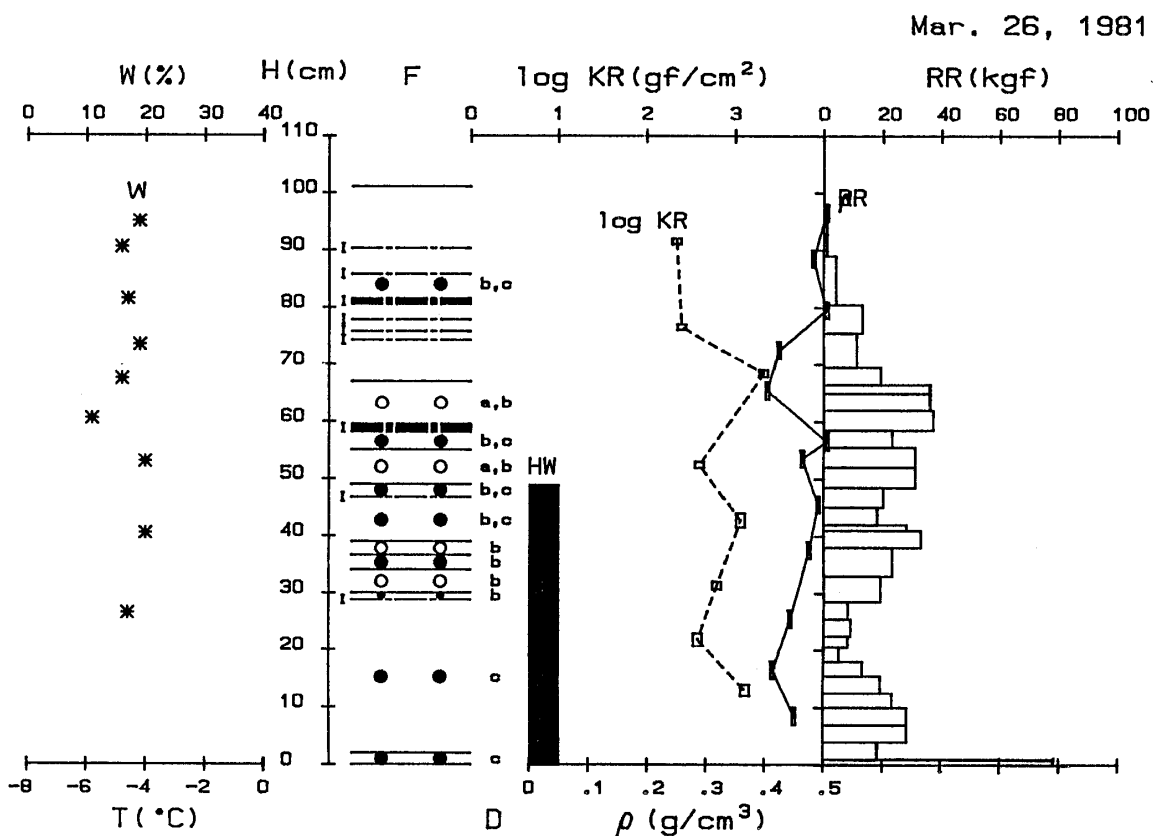 Mar. 26, 1981
W(%) H(cm) F log KR(gf/cm²) RR(kgf)
0 10 20 30 40 0 1 2 3 0 20 40 60 80 100
110
100 W RR
log KR
90 I
I
b,c
80 I
I
I
70
a,b
60 I
b,c
50 a,b HW
b,c
I
b,c
40 b
b
b
30 b
I
20
c
10
0 c
-8 -6 -4 -2 0 0 .1 .2 .3 .4 .5
T(°C) D ρ (g/cm³)